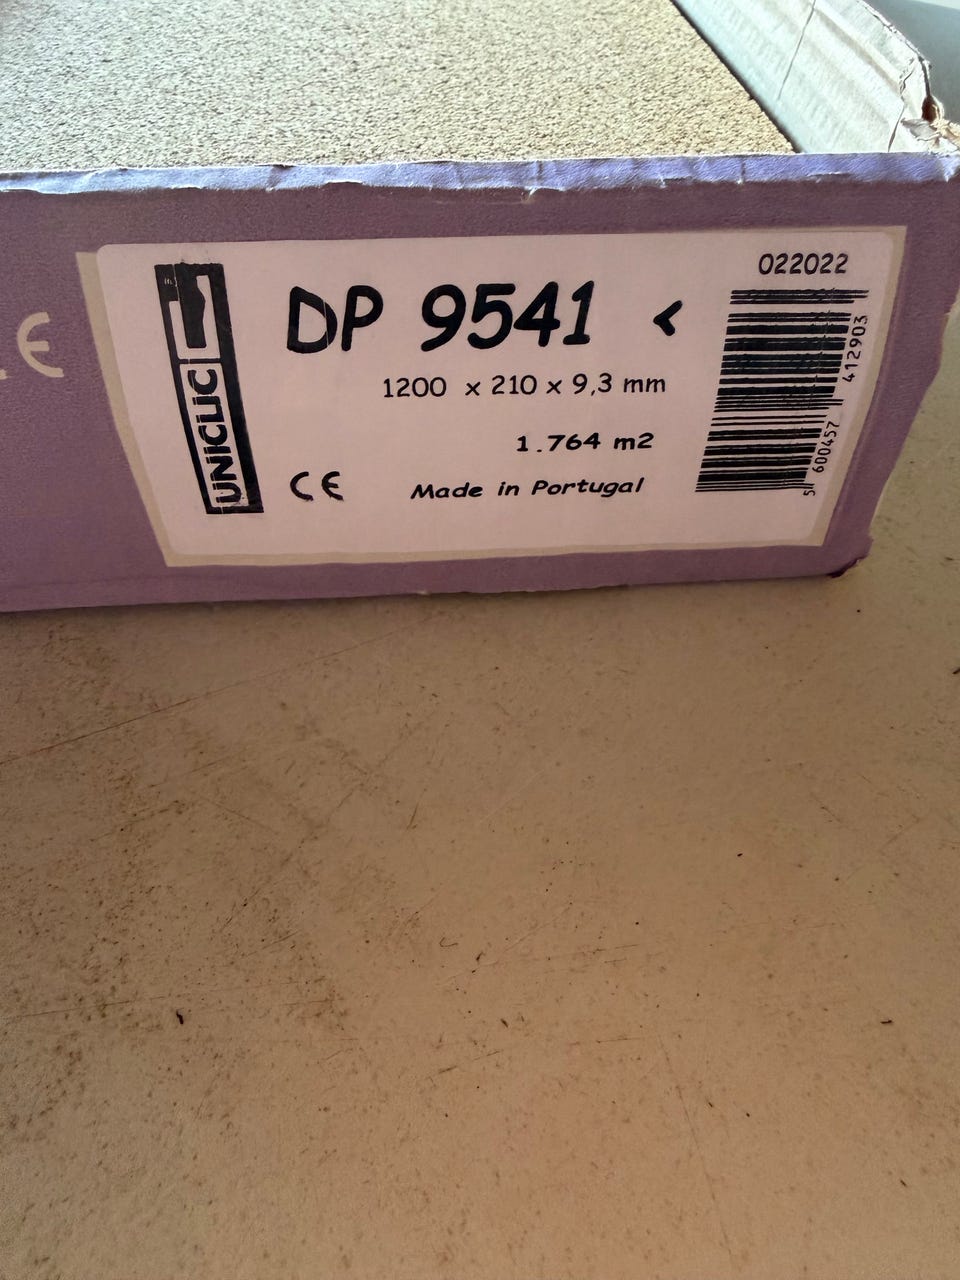 022022
DP 9541 <
1200 x 210 x 9,3 mm
1.764 m2
Made in Portugal
CE
UNICLIC
5 600457 412903
CE